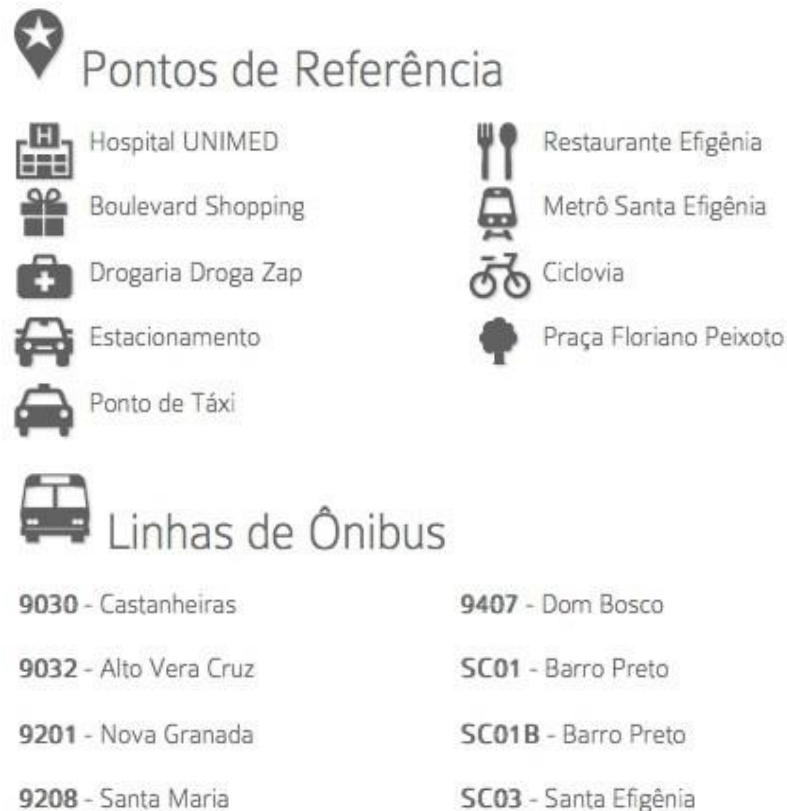 Pontos de Referência
H
Hospital UNIMED
Boulevard Shopping
Drogaria Droga Zap
Estacionamento
Ponto de Táxi
Restaurante Efigênia
Metrô Santa Efigênia
Ciclovia
Praça Floriano Peixoto
Linhas de Ônibus
9030 - Castanheiras
9032 - Alto Vera Cruz
9201 - Nova Granada
9208 - Santa Maria
9407 - Dom Bosco
SC01 - Barro Preto
SC01B - Barro Preto
SC03 - Santa Efigênia